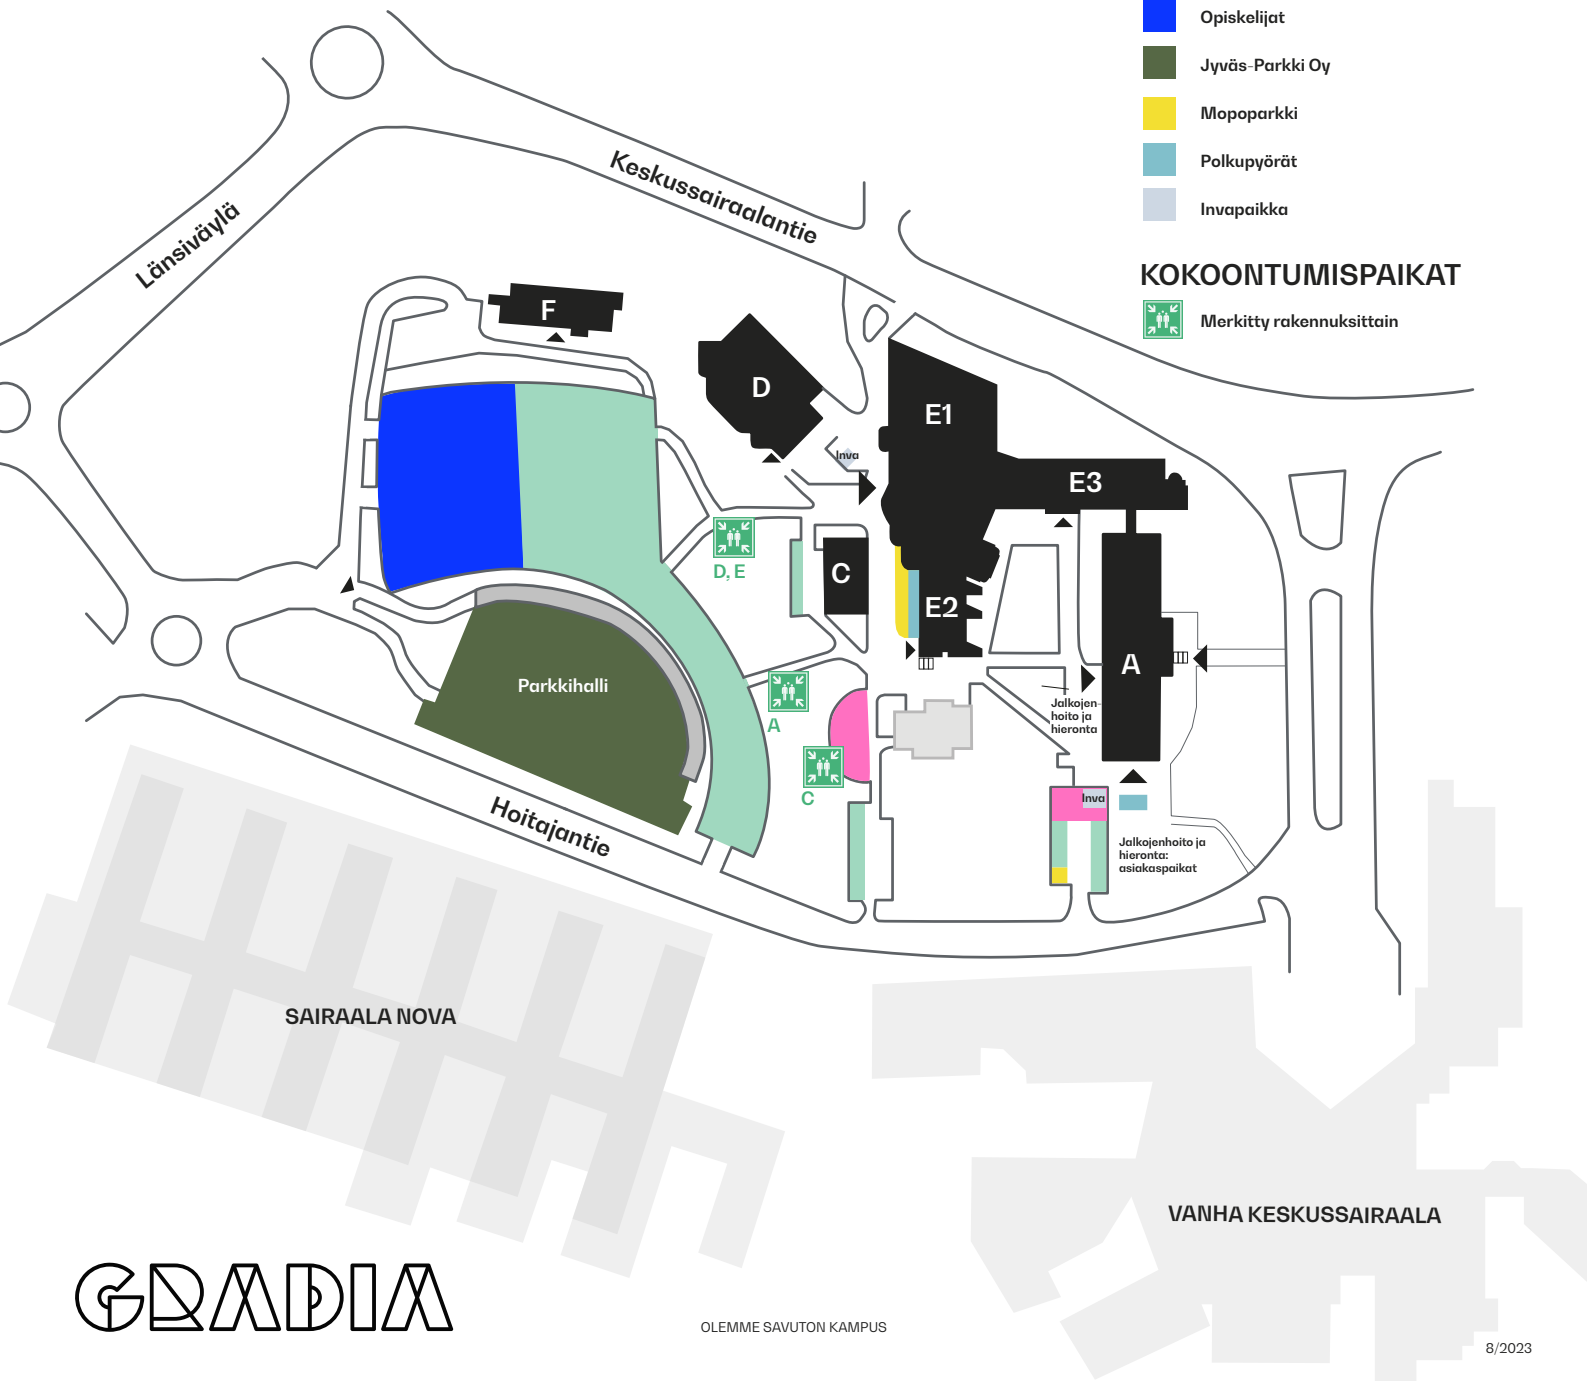 Opiskelijat
Jyväs-Parkki Oy
Mopoparkki
Polkupyörät
Invapaikka
KOKOONTUMISPAIKAT
Merkitty rakennuksittain
Keskussairaalantie
Länsiväylä
F
D
E1
Inva
E3
D, E
C
E2
A
Parkkihalli
A
Jalkojen-
hoito ja
hieronta
C
Inva
Hoitajantie
Jalkojenhoito ja
hieronta:
asiakaspaikat
SAIRAALA NOVA
VANHA KESKUSSAIRAALA
GRADIA
OLEMME SAVUTON KAMPUS
8/2023